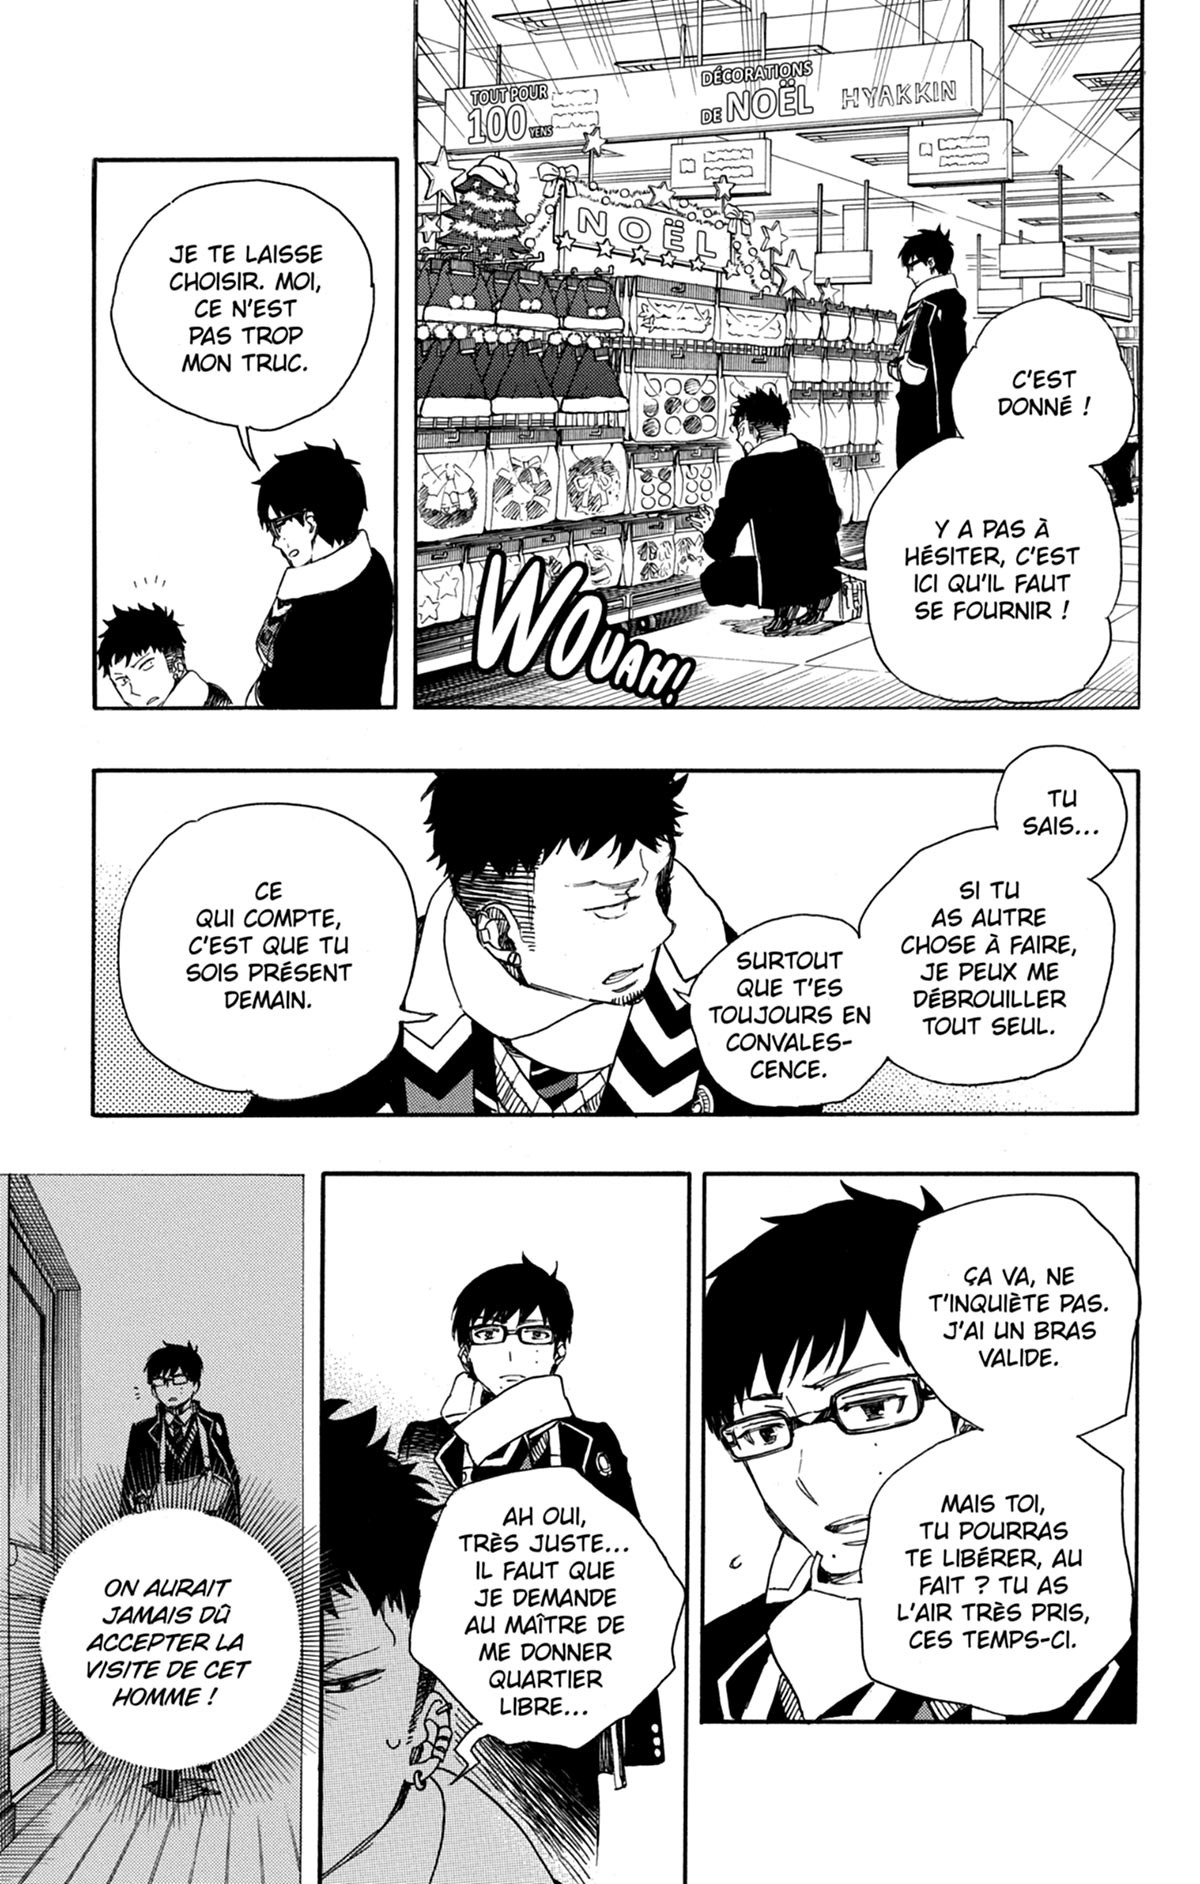 TOUT POUR
100 YENS
DÉCORATIONS
DE NOËL
HYAKKIN
NOËL
C'EST
DONNÉ !
Y A PAS À
HÉSITER, C'EST
ICI QU'IL FAUT
SE FOURNIR !
WOUAH!
JE TE LAISSE
CHOISIR. MOI,
CE N'EST
PAS TROP
MON TRUC.
TU
SAIS...
SI TU
AS AUTRE
CHOSE À FAIRE,
JE PEUX ME
DÉBROUILLER
TOUT SEUL.
SURTOUT
QUE T'ES
TOUJOURS EN
CONVALES-
CENCE.
CE
QUI COMPTE,
C'EST QUE TU
SOIS PRÉSENT
DEMAIN.
ÇA VA, NE
T'INQUIÈTE PAS.
J'AI UN BRAS
VALIDE.
MAIS TOI,
TU POURRAS
TE LIBÉRER, AU
FAIT ? TU AS
L'AIR TRÈS PRIS,
CES TEMPS-CI.
AH OUI,
TRÈS JUSTE...
IL FAUT QUE
JE DEMANDE
AU MAÎTRE DE
ME DONNER
QUARTIER
LIBRE...
ON AURAIT
JAMAIS DÛ
ACCEPTER LA
VISITE DE CET
HOMME !